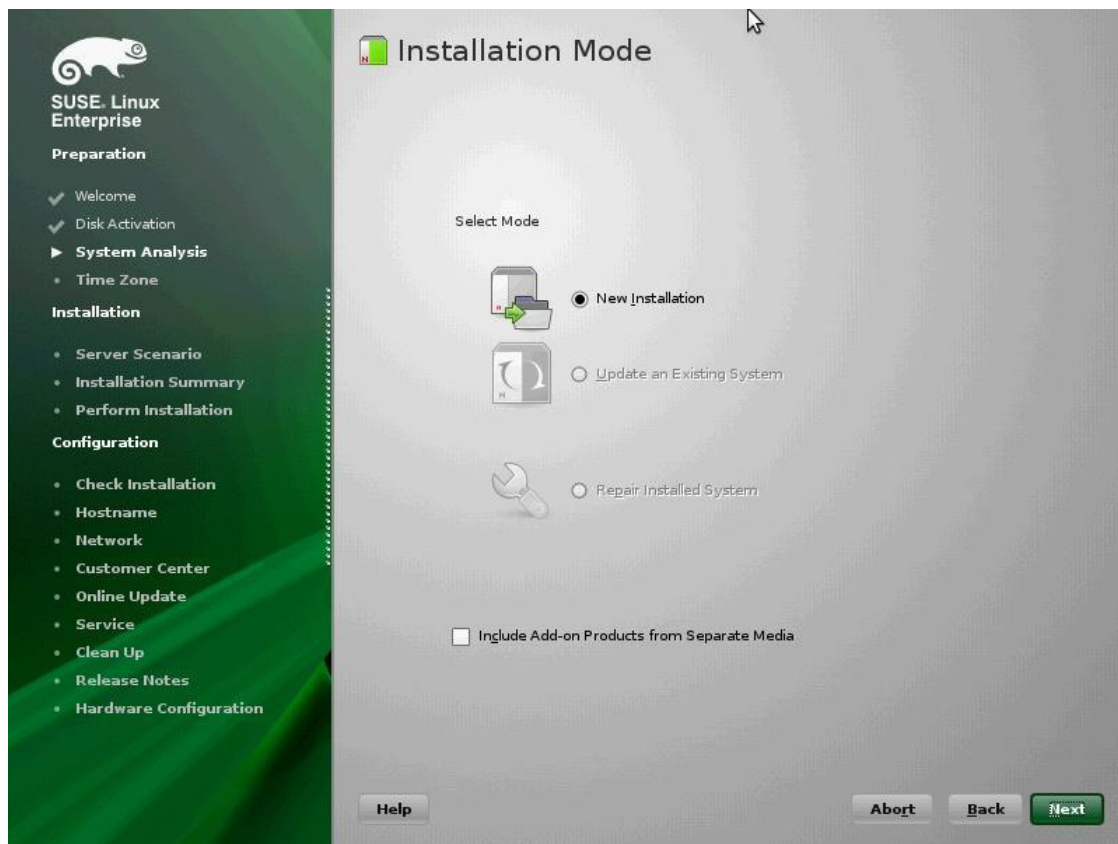 SUSE. Linux
Enterprise
Preparation
Welcome
Disk Activation
System Analysis
Time Zone
Installation
Server Scenario
Installation Summary
Perform Installation
Configuration
Check Installation
Hostname
Network
Customer Center
Online Update
Service
Clean Up
Release Notes
Hardware Configuration
Installation Mode
Select Mode
New Installation
Update an Existing System
Repair Installed System
Include Add-on Products from Separate Media
Help
Abort
Back
Next